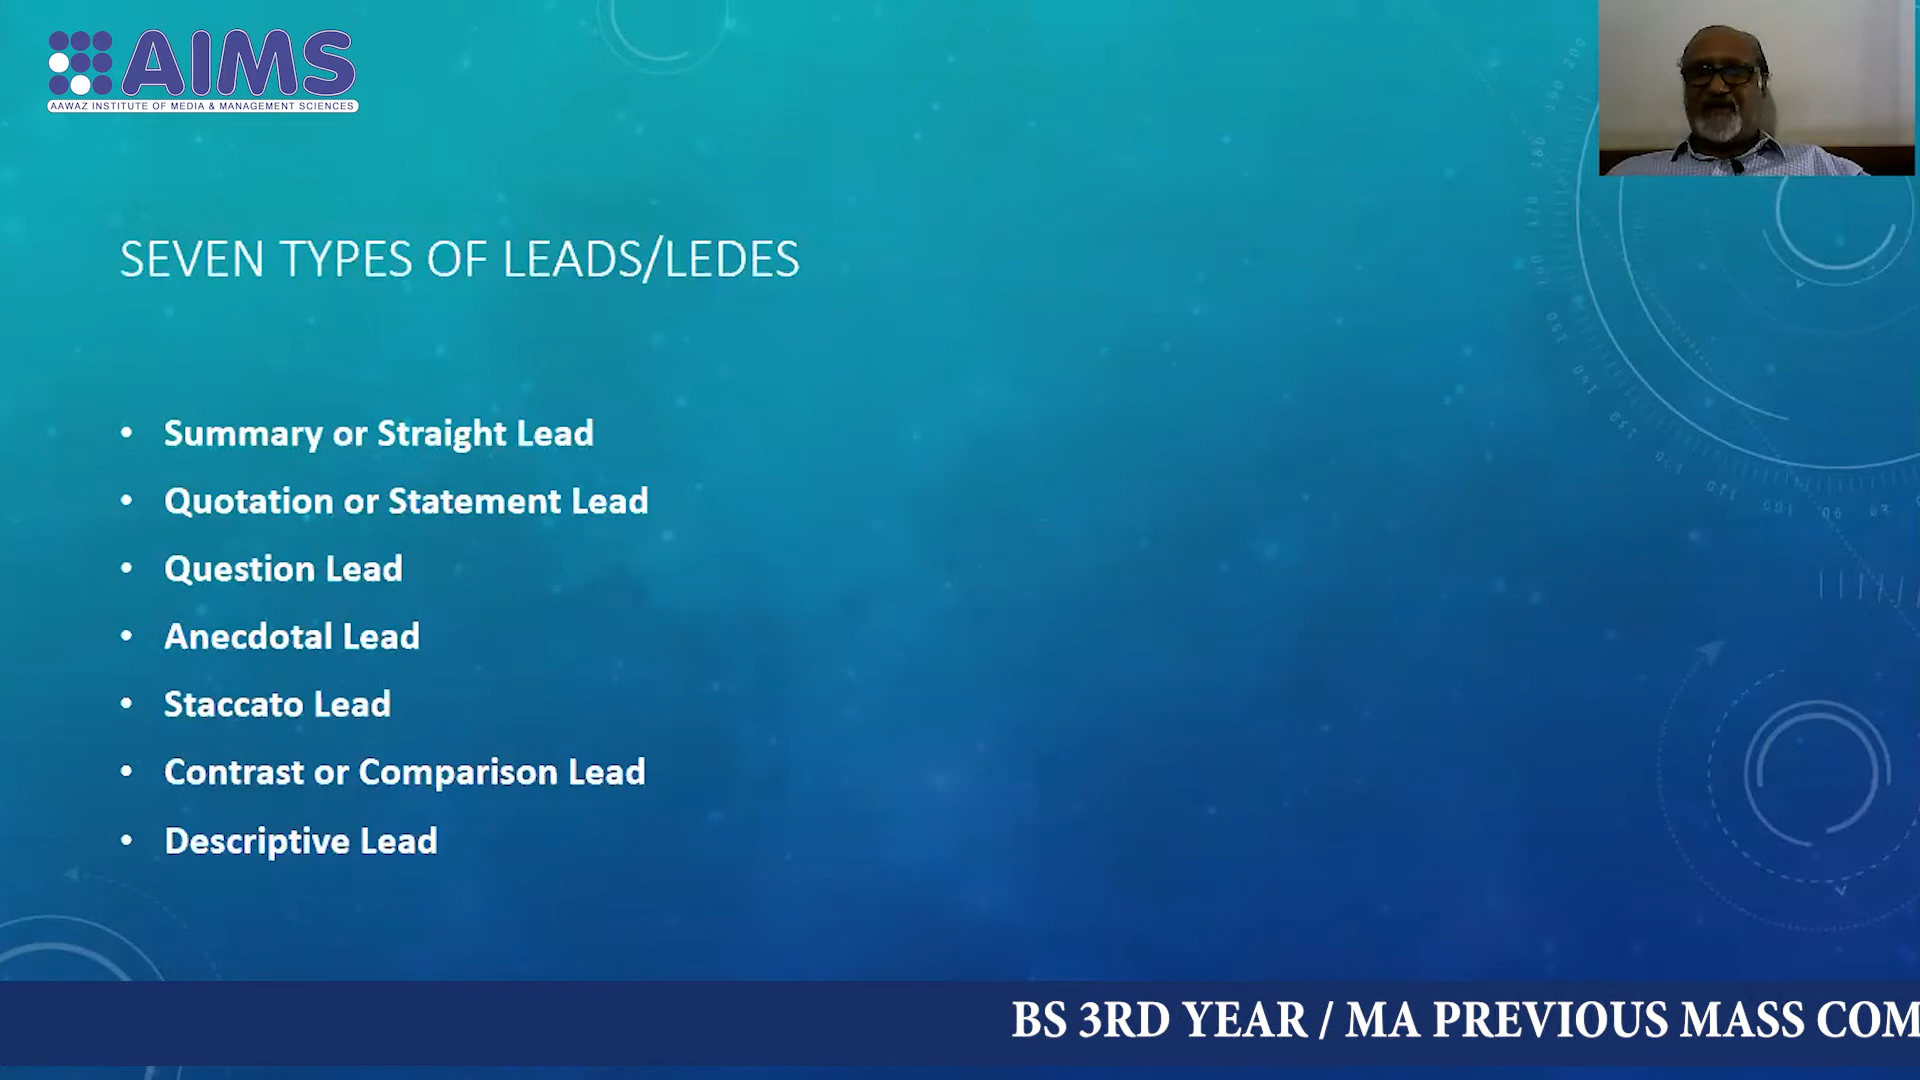 AIMS
AAWAZ INSTITUTE OF MEDIA & MANAGEMENT SCIENCES
SEVEN TYPES OF LEADS/LEDES
• Summary or Straight Lead
• Quotation or Statement Lead
• Question Lead
• Anecdotal Lead
• Staccato Lead
• Contrast or Comparison Lead
• Descriptive Lead
BS 3RD YEAR / MA PREVIOUS MASS COM